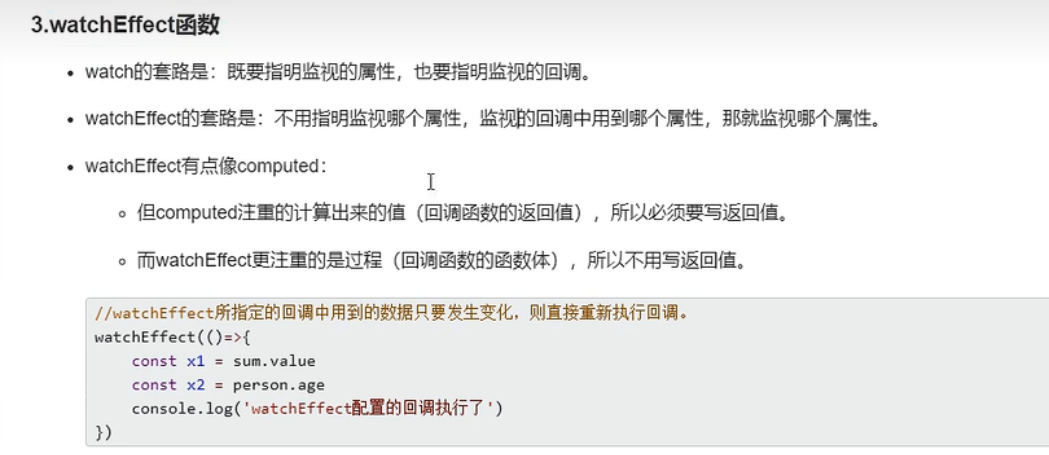 3.watchEffect函数
• watch的套路是：既要指明监视的属性，也要指明监视的回调。
• watchEffect的套路是：不用指明监视哪个属性，监视的回调中用到哪个属性，那就监视哪个属性。
• watchEffect有点像computed：
◦ 但computed注重的计算出来的值（回调函数的返回值），所以必须要写返回值。
◦ 而watchEffect更注重的是过程（回调函数的函数体），所以不用写返回值。
//watchEffect所指定的回调中用到的数据只要发生变化，则直接重新执行回调。
watchEffect(()=>{
    const x1 = sum.value
    const x2 = person.age
    console.log('watchEffect配置的回调执行了')
})